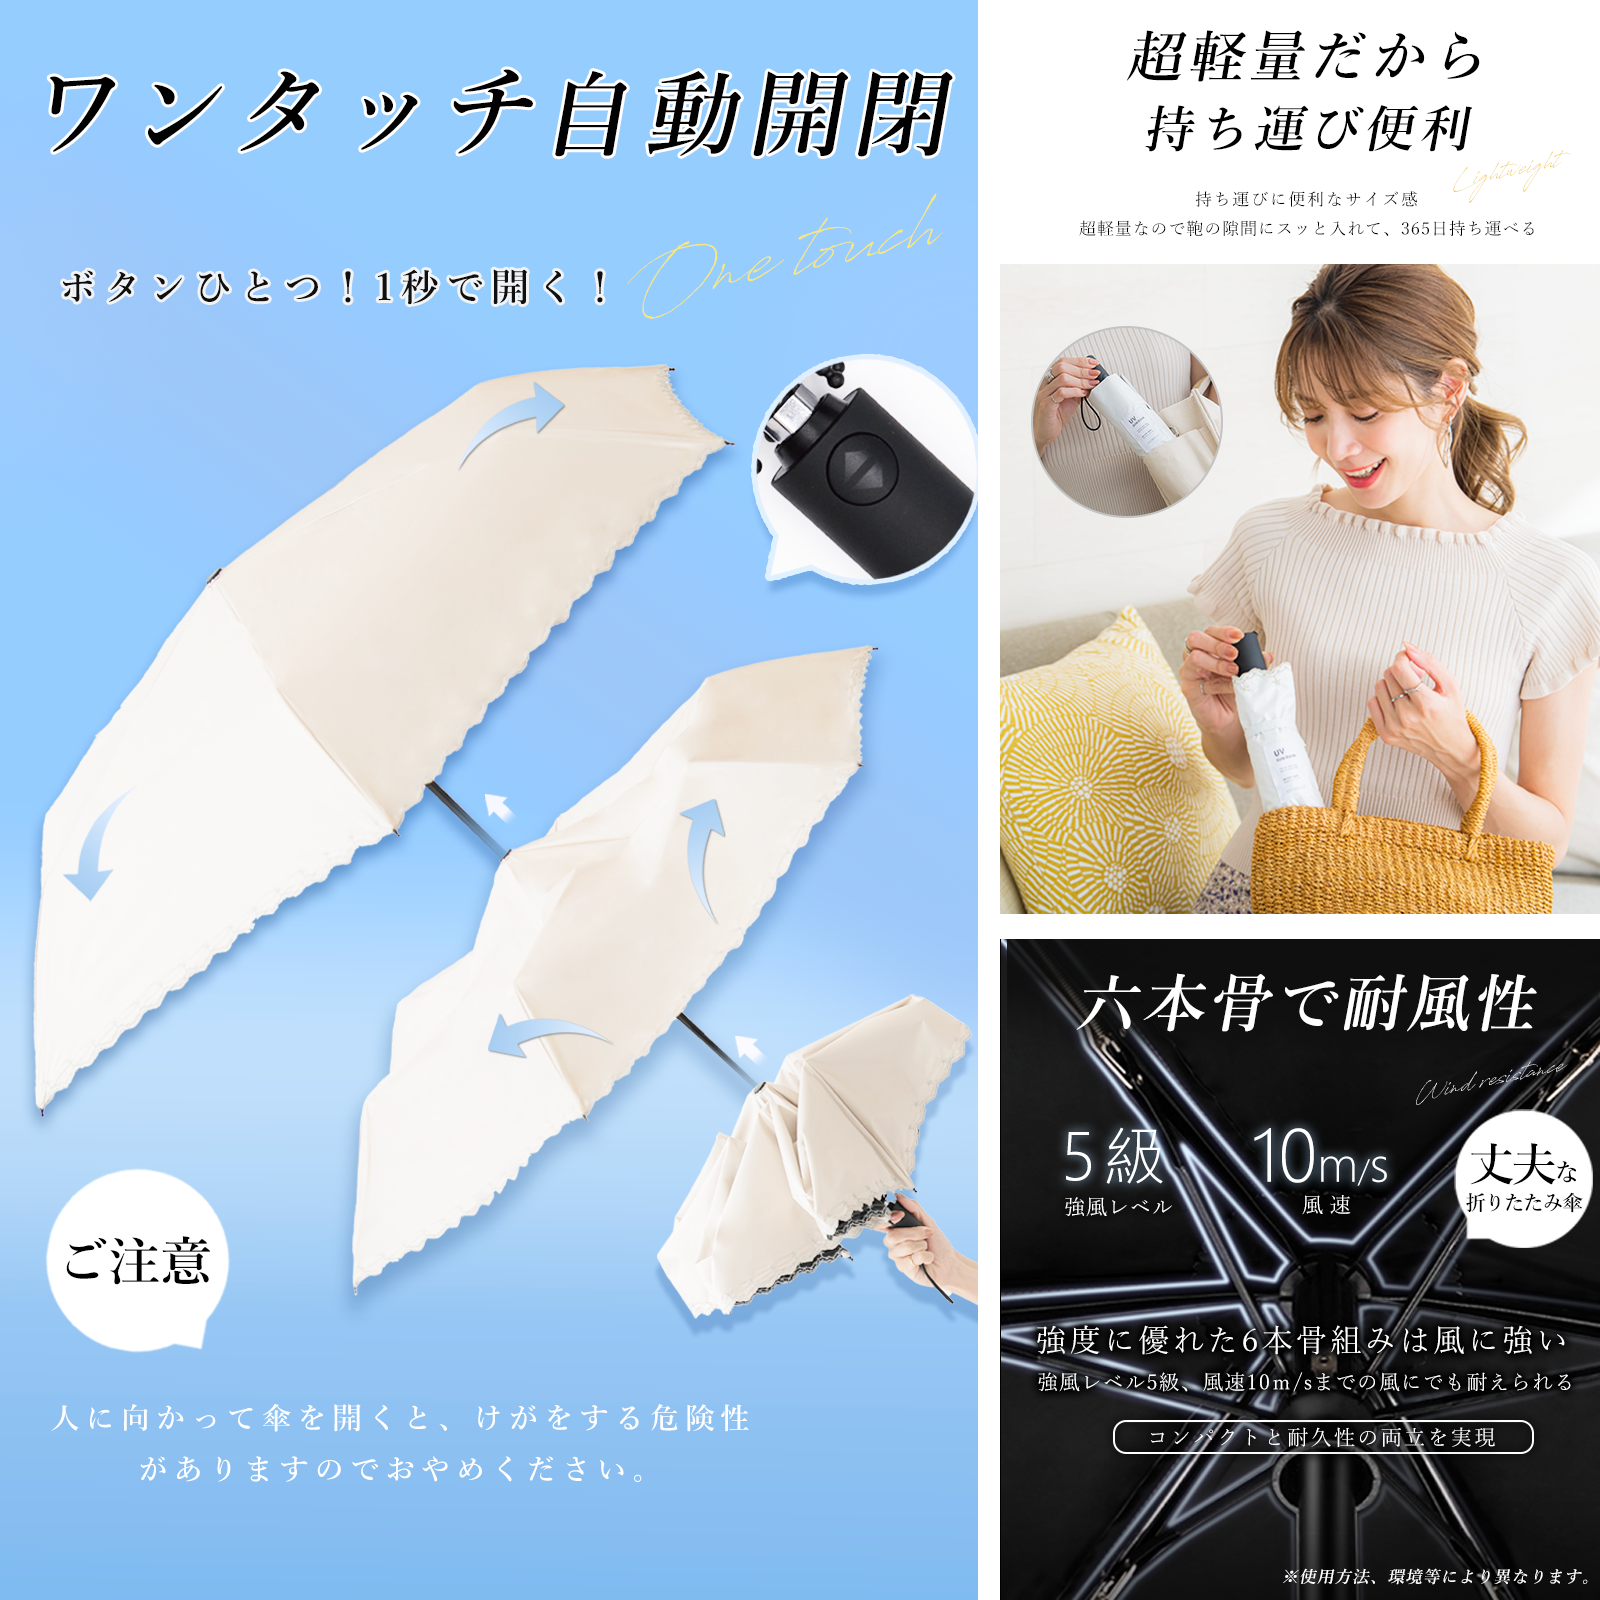 ワンタッチ自動開閉
One touch
ボタンひとつ！1秒で開く！
ご注意
人に向かって傘を開くと、けがをする危険性
がありますのでおやめください。
超軽量だから
持ち運び便利
Lightweight
持ち運びに便利なサイズ感
超軽量なので鞄の隙間にスッと入れて、365日持ち運べる
UV
UV
六本骨で耐風性
Wind resistance
5級
強風レベル
10m/s
風速
丈夫な
折りたたみ傘
強度に優れた6本骨組みは風に強い
強風レベル5級、風速10m/sまでの風にでも耐えられる
コンパクトと耐久性の両立を実現
※使用方法、環境等により異なります。